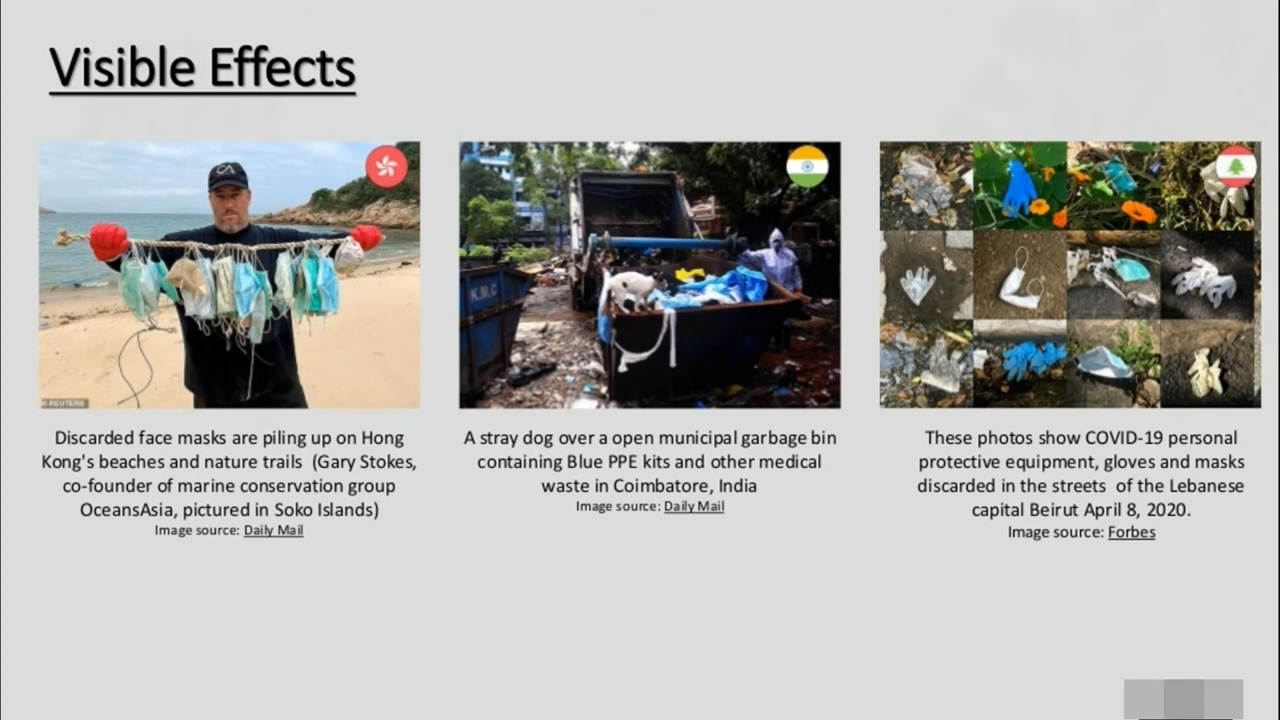 Visible Effects
REUTERS
K.M.C
Discarded face masks are piling up on Hong
Kong's beaches and nature trails (Gary Stokes,
co-founder of marine conservation group
OceansAsia, pictured in Soko Islands)
Image source: Daily Mail
A stray dog over a open municipal garbage bin
containing Blue PPE kits and other medical
waste in Coimbatore, India
Image source: Daily Mail
These photos show COVID-19 personal
protective equipment, gloves and masks
discarded in the streets of the Lebanese
capital Beirut April 8, 2020.
Image source: Forbes